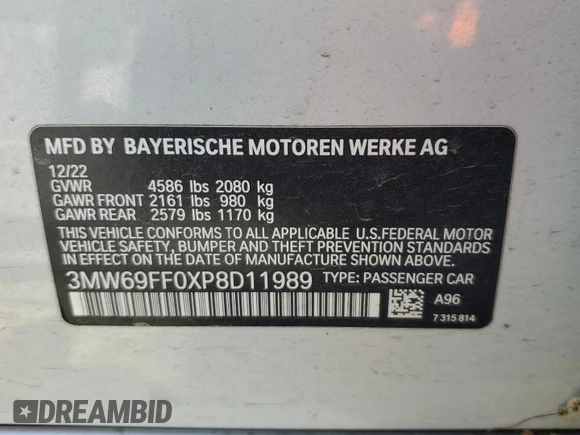 MFD BY BAYERISCHE MOTOREN WERKE AG
12/22
GVWR 4586 lbs 2080 kg
GAWR FRONT 2161 lbs 980 kg
GAWR REAR 2579 lbs 1170 kg
THIS VEHICLE CONFORMS TO ALL APPLICABLE U.S.FEDERAL MOTOR
VEHICLE SAFETY, BUMPER AND THEFT PREVENTION STANDARDS
IN EFFECT ON THE DATE OF MANUFACTURE SHOWN ABOVE.
3MW69FF0XP8D11989 TYPE: PASSENGER CAR
A96
7 315 814
DREAMBID